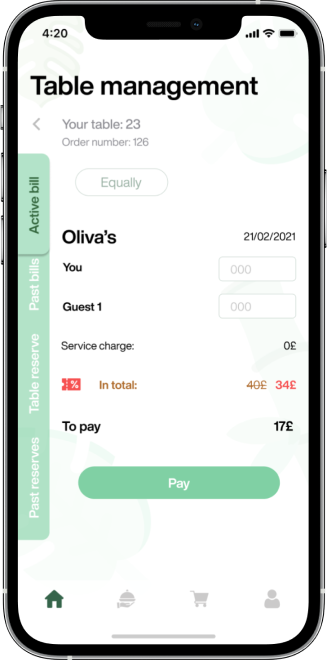 4:20
Table management
Your table: 23
Order number: 126
Equally
Active bill
Past bills
Table reserve
Past reserves
Oliva's 21/02/2021
You 000
Guest 1 000
Service charge: 0£
% In total: 40£ 34£
To pay 17£
Pay